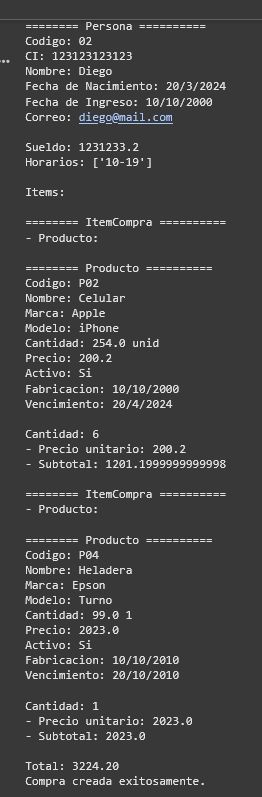 ======== Persona ==========
Codigo: 02
CI: 123123123123
Nombre: Diego
Fecha de Nacimiento: 20/3/2024
Fecha de Ingreso: 10/10/2000
Correo: diego@mail.com
Sueldo: 1231233.2
Horarios: ['10-19']
Items:
======== ItemCompra ==========
- Producto:
======== Producto ==========
Codigo: P02
Nombre: Celular
Marca: Apple
Modelo: iPhone
Cantidad: 254.0 unid
Precio: 200.2
Activo: Si
Fabricacion: 10/10/2000
Vencimiento: 20/4/2024
Cantidad: 6
- Precio unitario: 200.2
- Subtotal: 1201.1999999999998
======== ItemCompra ==========
- Producto:
======== Producto ==========
Codigo: P04
Nombre: Heladera
Marca: Epson
Modelo: Turno
Cantidad: 99.0 1
Precio: 2023.0
Activo: Si
Fabricacion: 10/10/2010
Vencimiento: 20/10/2010
Cantidad: 1
- Precio unitario: 2023.0
- Subtotal: 2023.0
Total: 3224.20
Compra creada exitosamente.